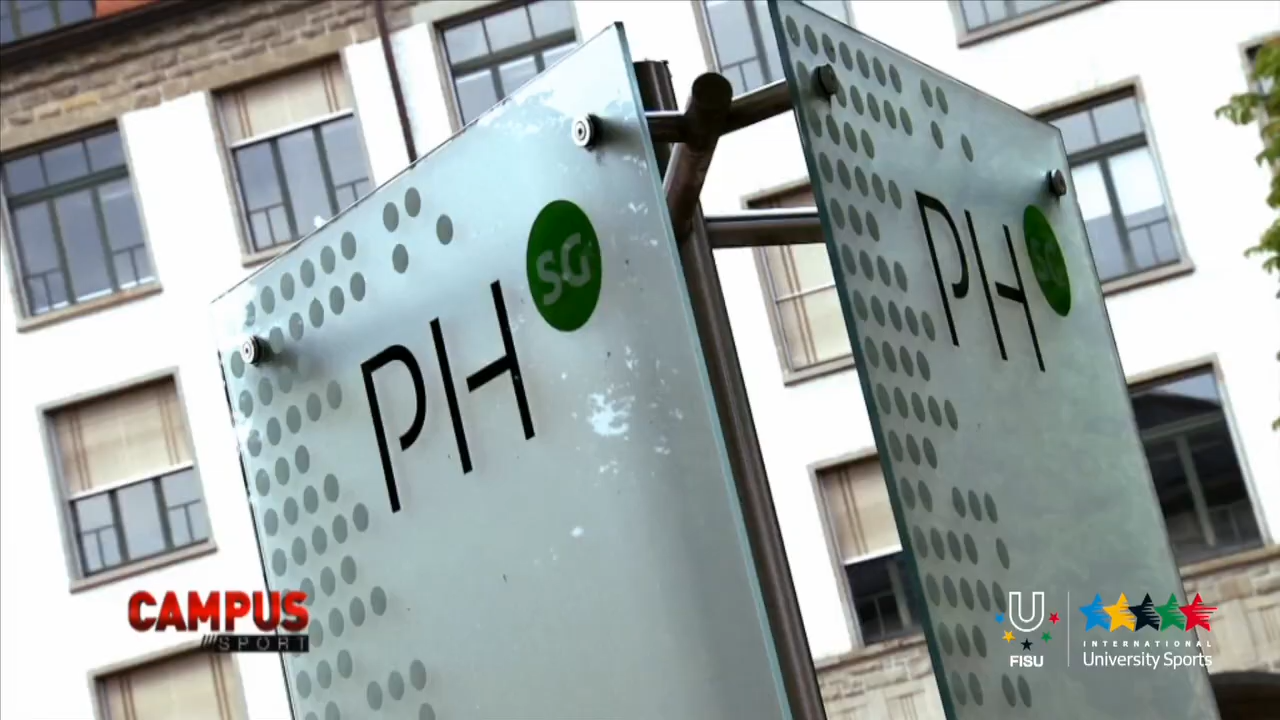 PH SG
PH SG
CAMPUS
SPORT
U
FISU
INTERNATIONAL
University Sports